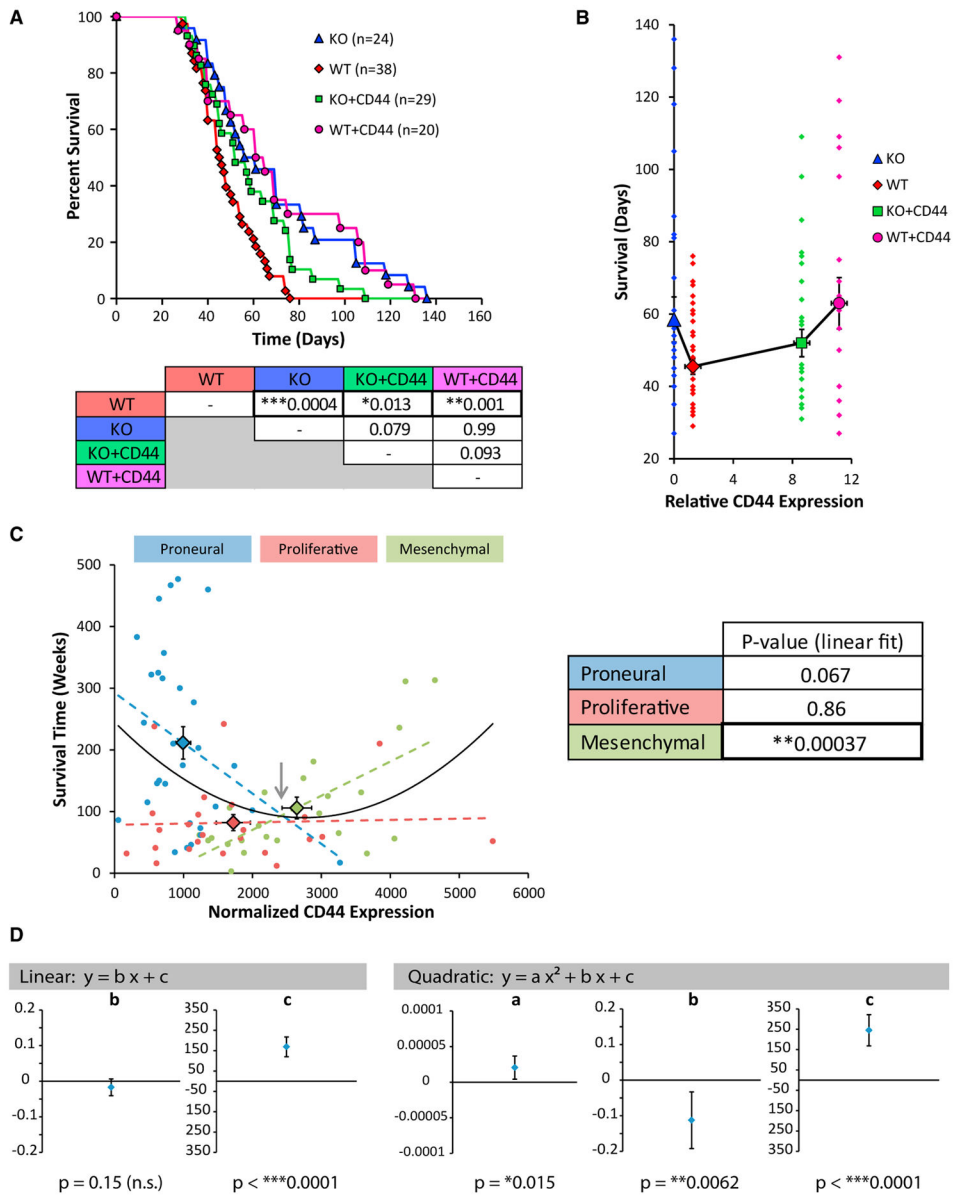 A
Percent Survival
100
80
60
40
20
0
0 20 40 60 80 100 120 140 160
Time (Days)
KO (n=24)
WT (n=38)
KO+CD44 (n=29)
WT+CD44 (n=20)
WT KO KO+CD44 WT+CD44
WT - ***0.0004 *0.013 **0.001
KO - 0.079 0.99
KO+CD44 - 0.093
WT+CD44 -
B
Survival (Days)
140
120
100
80
60
40
20
0 4 8 12
Relative CD44 Expression
KO
WT
KO+CD44
WT+CD44
C
Proneural Proliferative Mesenchymal
Survival Time (Weeks)
500
400
300
200
100
0
0 1000 2000 3000 4000 5000 6000
Normalized CD44 Expression
P-value (linear fit)
Proneural 0.067
Proliferative 0.86
Mesenchymal **0.00037
D
Linear: y = b x + c
b
0.2
0.1
0
-0.1
-0.2
p = 0.15 (n.s.)
c
350
250
150
50
-50
150
250
350
p < ***0.0001
Quadratic: y = a x² + b x + c
a
0.0001
0.00005
0
-0.00005
-0.0001
p = *0.015
b
0.2
0.1
0
-0.1
-0.2
p = **0.0062
c
350
250
150
50
-50
150
250
350
p < ***0.0001